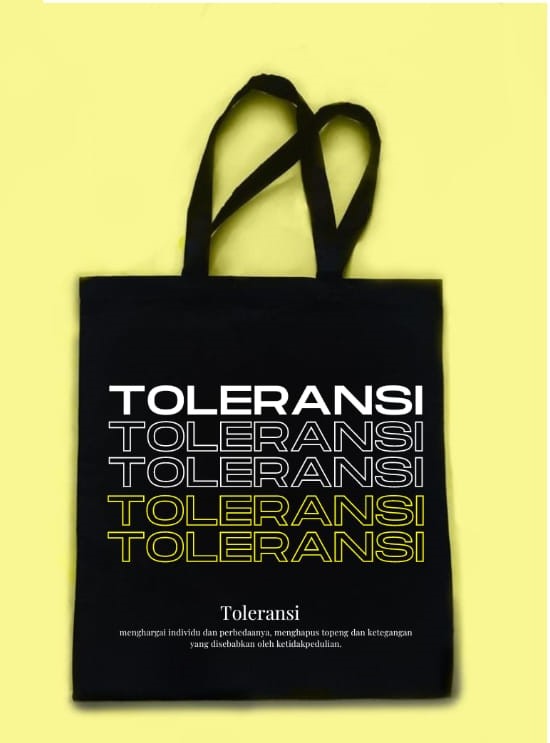 TOLERANSI
TOLERANSI
TOLERANSI
TOLERANSI
TOLERANSI
Toleransi
menghargai individu dan perbedaanya, menghapus topeng dan ketegangan
yang disebabkan oleh ketidakpedulian.